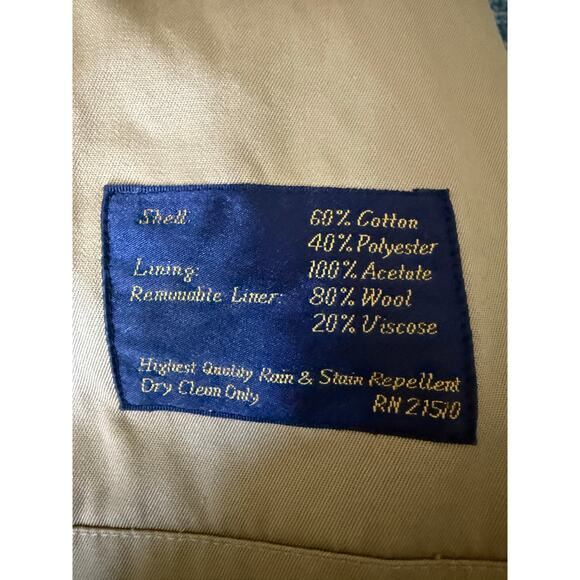 Shell: 60% Cotton
40% Polyester
Lining: 100% Acetate
Removable Liner: 80% Wool
20% Viscose
Highest Quality Rain & Stain Repellent
Dry Clean Only RN 21510